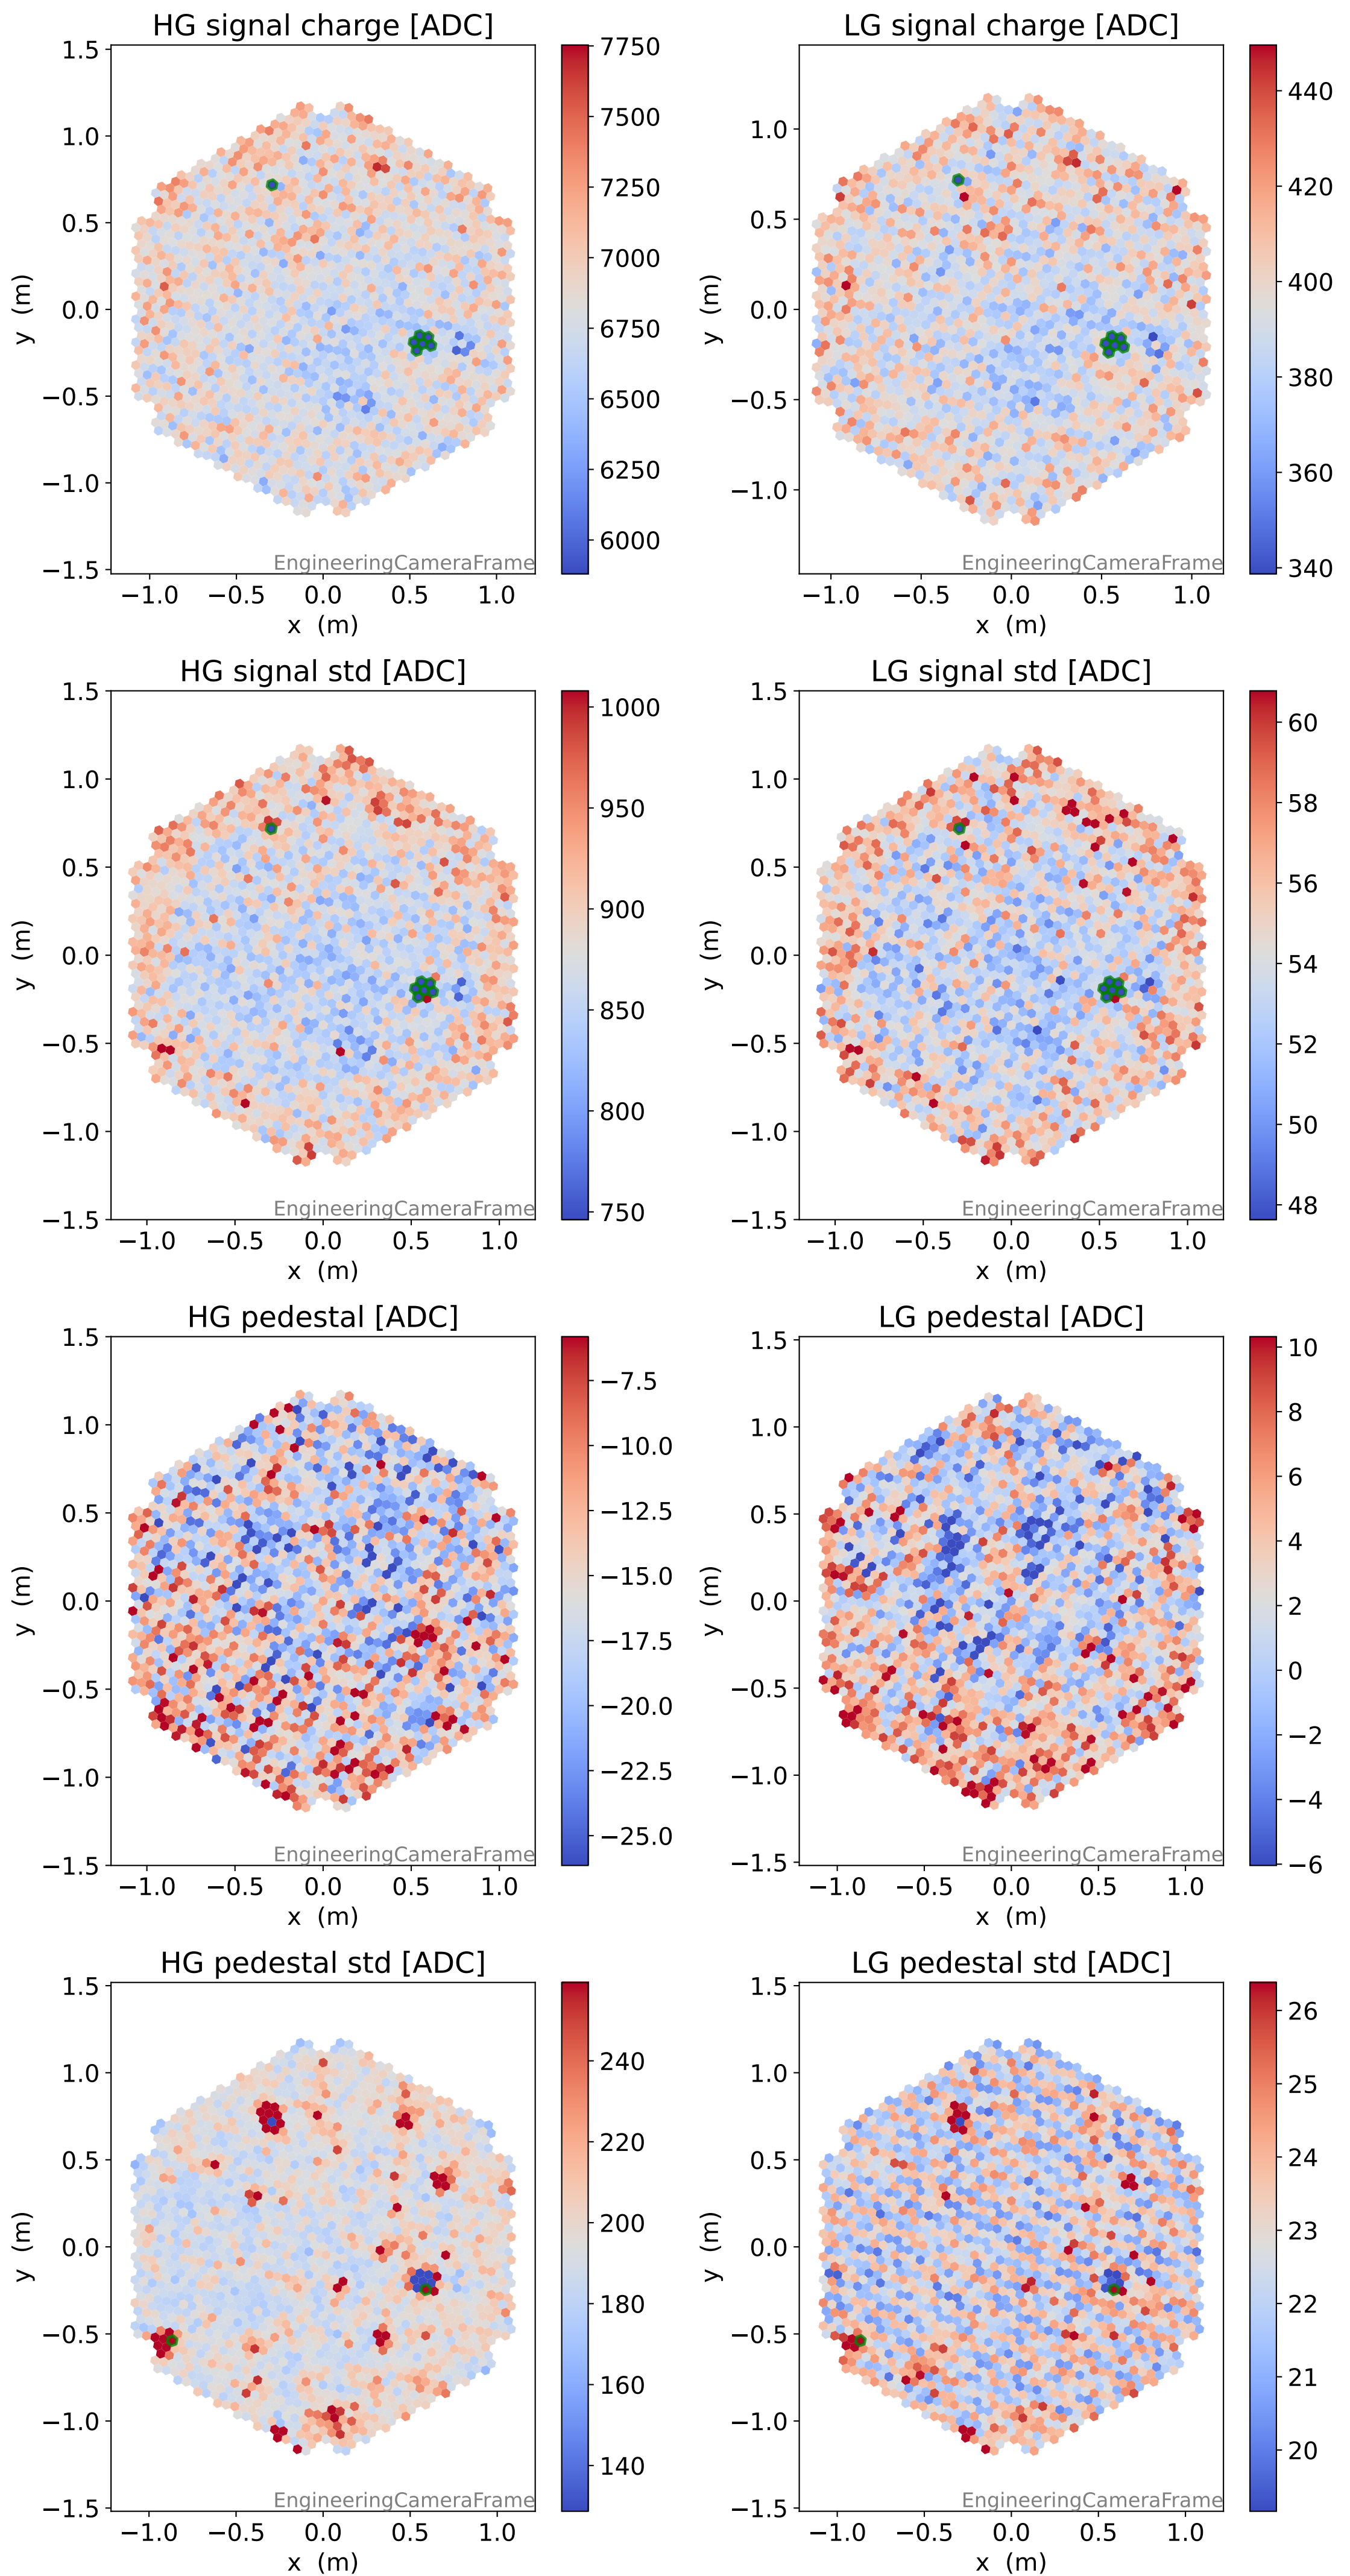 HG signal charge [ADC]
1.5
1.0
0.5
0.0
−0.5
−1.0
−1.5
y (m)
−1.0 −0.5 0.0 0.5 1.0
x (m)
EngineeringCameraFrame
7750
7500
7250
7000
6750
6500
6250
6000
LG signal charge [ADC]
1.0
0.5
0.0
−0.5
−1.0
y (m)
−1.0 −0.5 0.0 0.5 1.0
x (m)
EngineeringCameraFrame
440
420
400
380
360
340
HG signal std [ADC]
1.5
1.0
0.5
0.0
−0.5
−1.0
−1.5
y (m)
−1.0 −0.5 0.0 0.5 1.0
x (m)
EngineeringCameraFrame
1000
950
900
850
800
750
LG signal std [ADC]
1.5
1.0
0.5
0.0
−0.5
−1.0
−1.5
y (m)
−1.0 −0.5 0.0 0.5 1.0
x (m)
EngineeringCameraFrame
60
58
56
54
52
50
48
HG pedestal [ADC]
1.5
1.0
0.5
0.0
−0.5
−1.0
−1.5
y (m)
−1.0 −0.5 0.0 0.5 1.0
x (m)
EngineeringCameraFrame
−7.5
−10.0
−12.5
−15.0
−17.5
−20.0
−22.5
−25.0
LG pedestal [ADC]
1.5
1.0
0.5
0.0
−0.5
−1.0
−1.5
y (m)
−1.0 −0.5 0.0 0.5 1.0
x (m)
EngineeringCameraFrame
10
8
6
4
2
0
−2
−4
−6
HG pedestal std [ADC]
1.5
1.0
0.5
0.0
−0.5
−1.0
−1.5
y (m)
−1.0 −0.5 0.0 0.5 1.0
x (m)
EngineeringCameraFrame
240
220
200
180
160
140
LG pedestal std [ADC]
1.5
1.0
0.5
0.0
−0.5
−1.0
−1.5
y (m)
−1.0 −0.5 0.0 0.5 1.0
x (m)
EngineeringCameraFrame
26
25
24
23
22
21
20